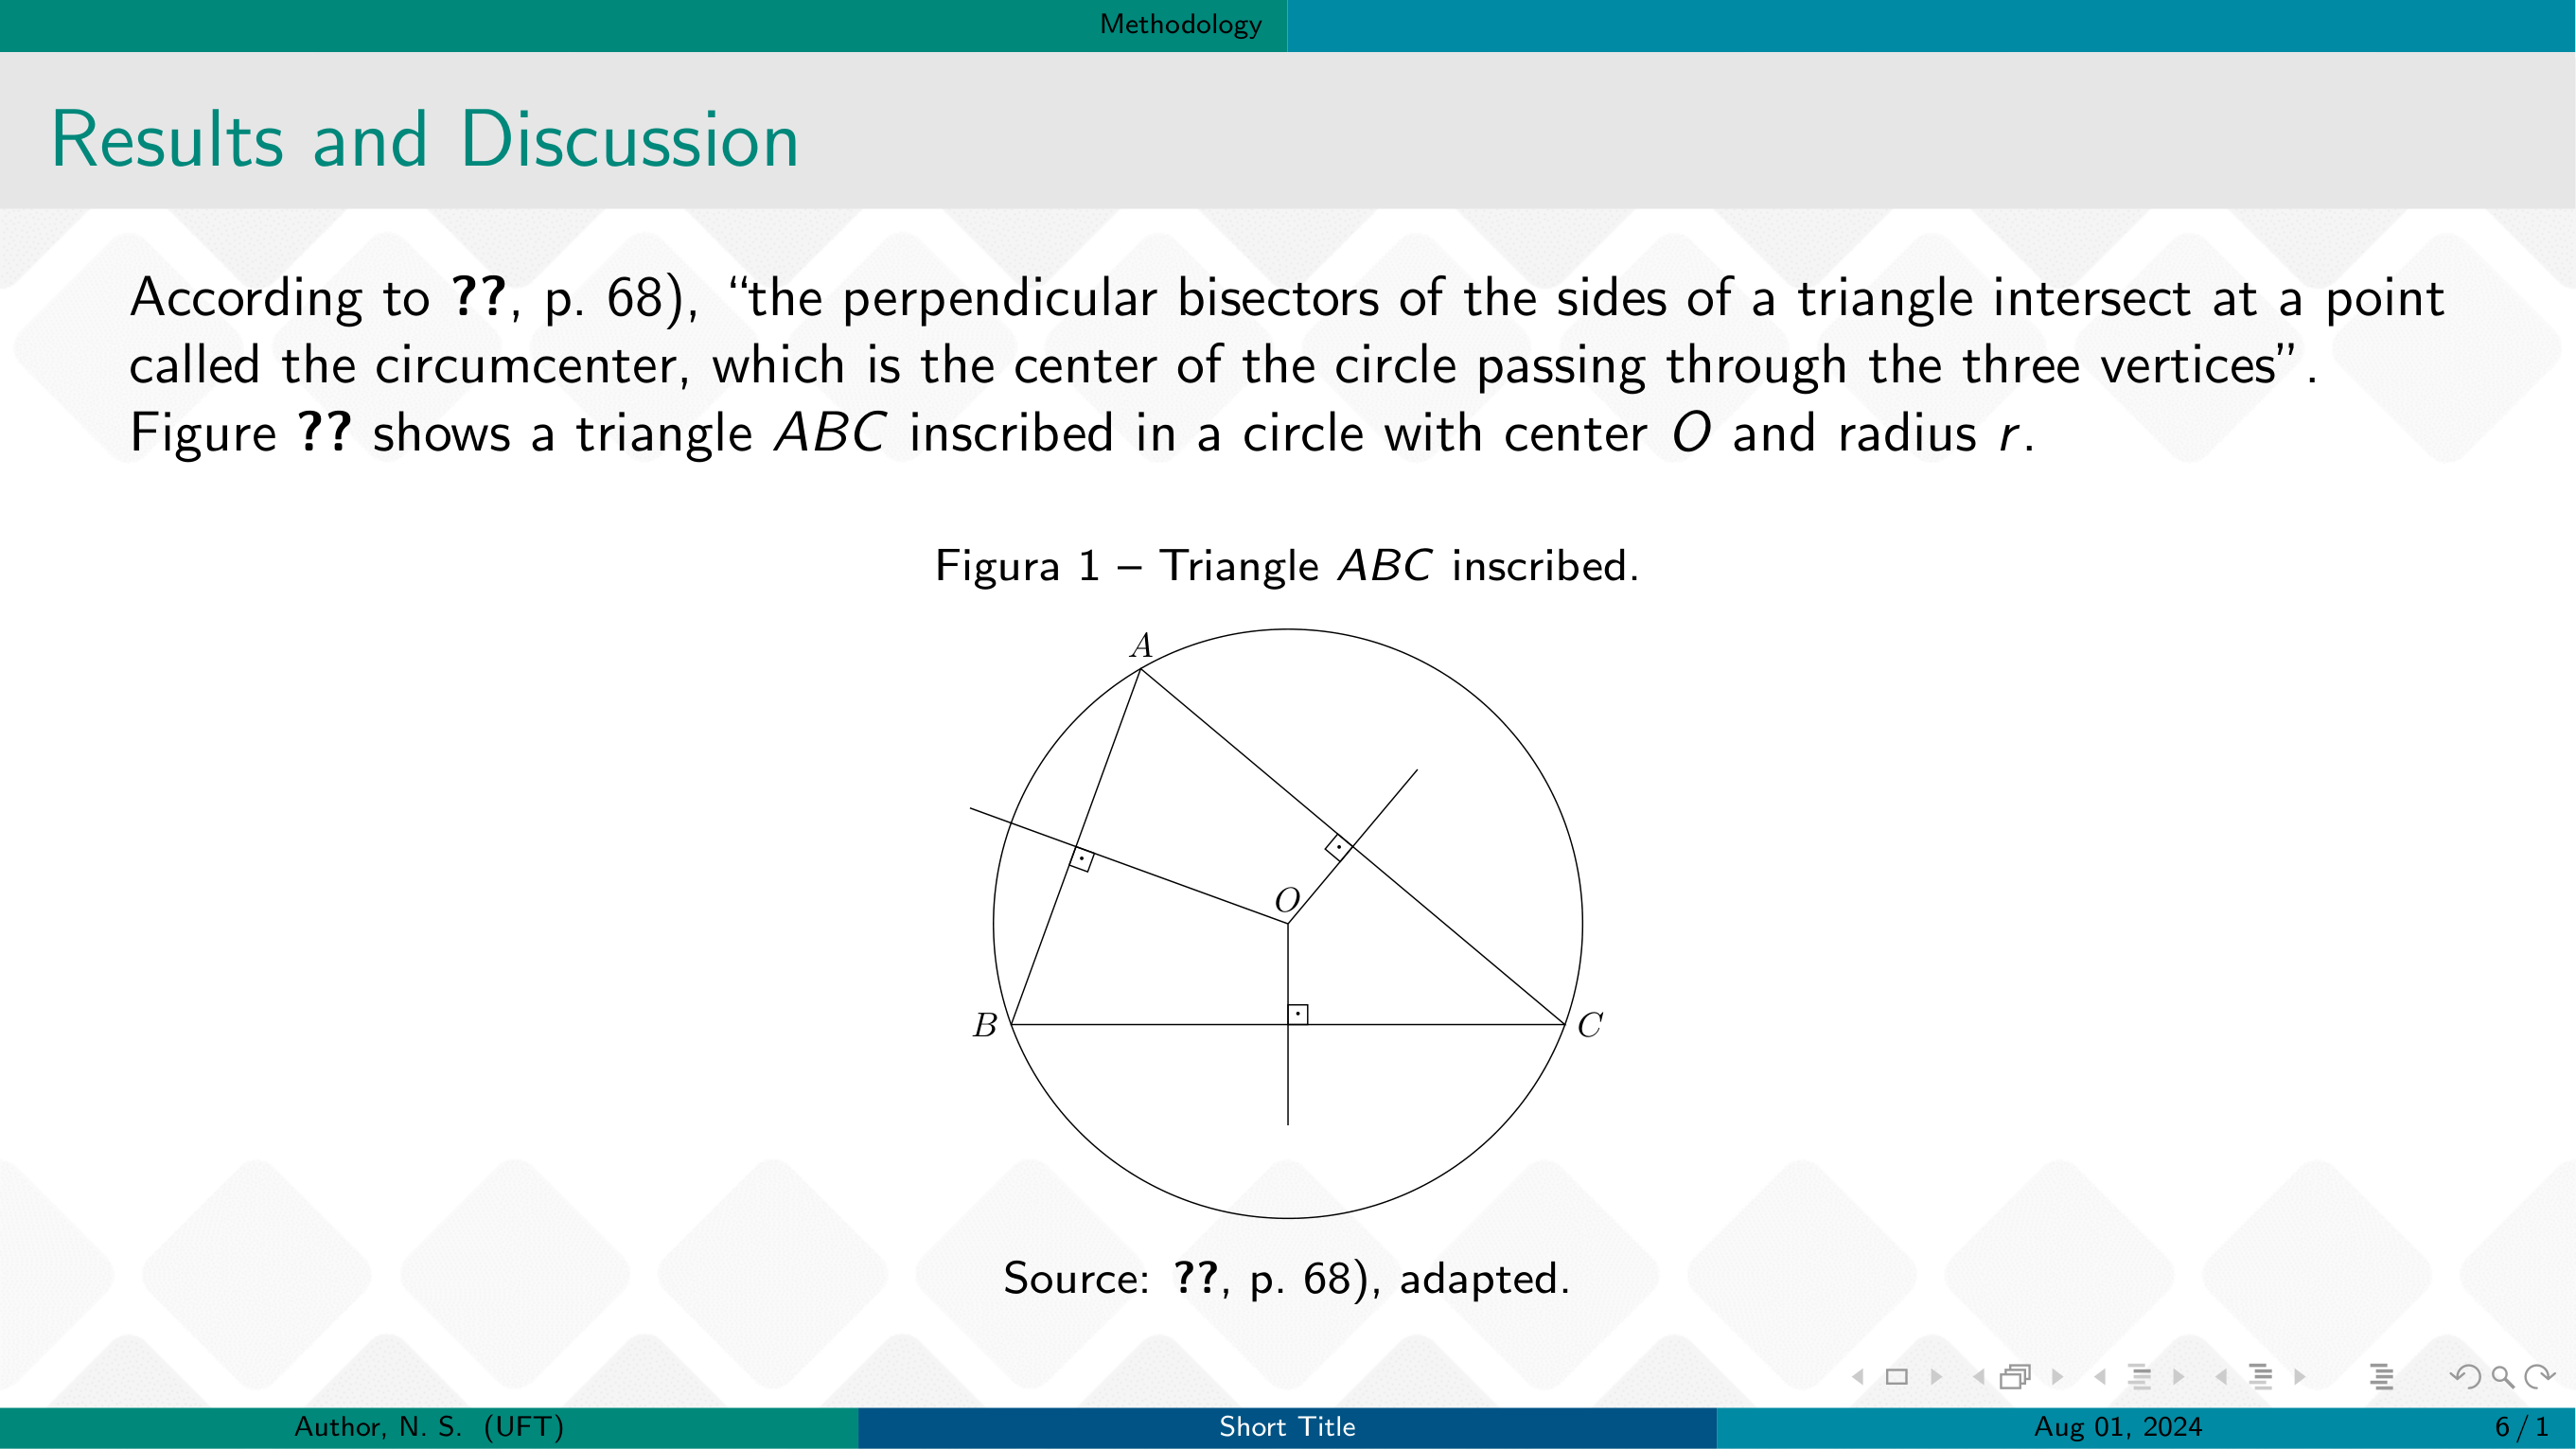 Methodology
Results and Discussion
According to ??, p. 68), “the perpendicular bisectors of the sides of a triangle intersect at a point
called the circumcenter, which is the center of the circle passing through the three vertices”.
Figure ?? shows a triangle ABC inscribed in a circle with center O and radius r.
Figura 1 – Triangle ABC inscribed.
A
O
B
C
Source: ??, p. 68), adapted.
Author, N. S. (UFT)
Short Title
Aug 01, 2024
6 / 1